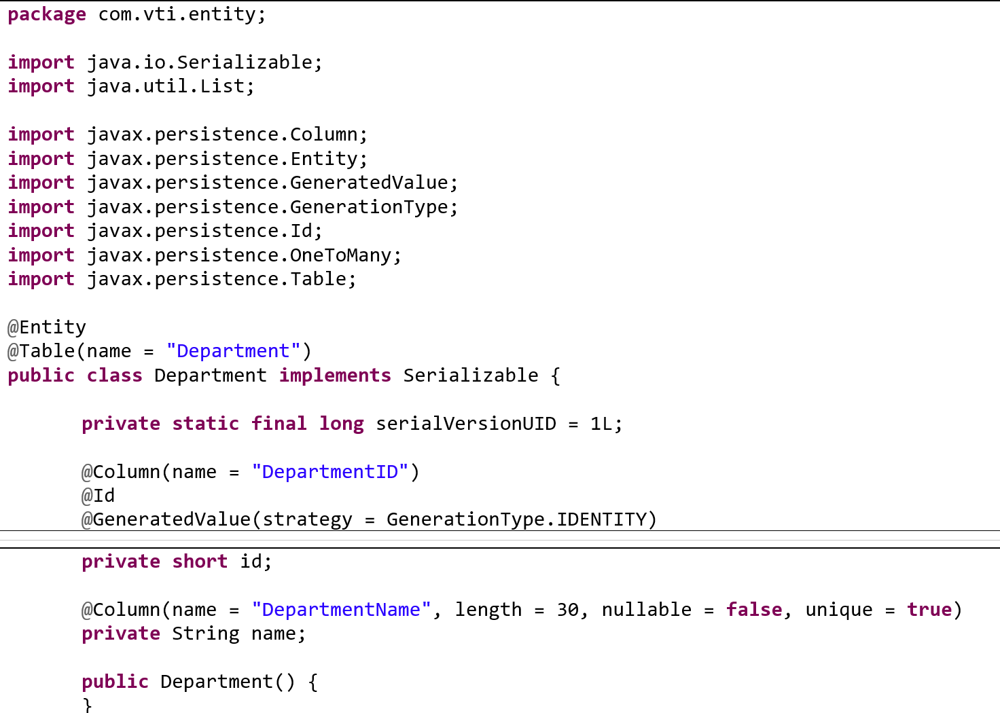 package com.vti.entity;
import java.io.Serializable;
import java.util.List;
import javax.persistence.Column;
import javax.persistence.Entity;
import javax.persistence.GeneratedValue;
import javax.persistence.GenerationType;
import javax.persistence.Id;
import javax.persistence.OneToMany;
import javax.persistence.Table;
@Entity
@Table(name = "Department")
public class Department implements Serializable {
private static final long serialVersionUID = 1L;
@Column(name = "DepartmentID")
@Id
@GeneratedValue(strategy = GenerationType.IDENTITY)
private short id;
@Column(name = "DepartmentName", length = 30, nullable = false, unique = true)
private String name;
public Department() {
}